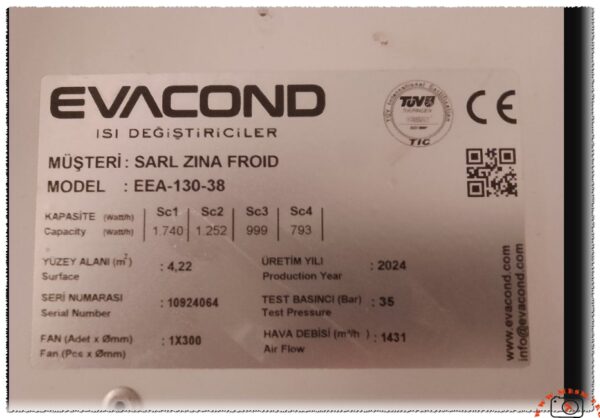 EVACOND
ISI DEĞİŞTİRİCİLER
TÜV
TIC
CE
MÜŞTERİ : SARL ZINA FROID
MODEL : EEA-130-38
Sc1 Sc2 Sc3 Sc4
KAPASİTE (Watt/h)
Capacity (Watt/h) 1.740 1.252 999 793
YÜZEY ALANI (m²) : 4,22
Surface
ÜRETİM YILI : 2024
Production Year
SERİ NUMARASI : 10924064
Serial Number
TEST BASINCI (Bar) : 35
Test Pressure
FAN (Adet x Ømm) : 1X300
Fan (Pcs x Ømm)
HAVA DEBİSİ (m³/h) : 1431
Air Flow
www.evacond.com
info@evacond.com